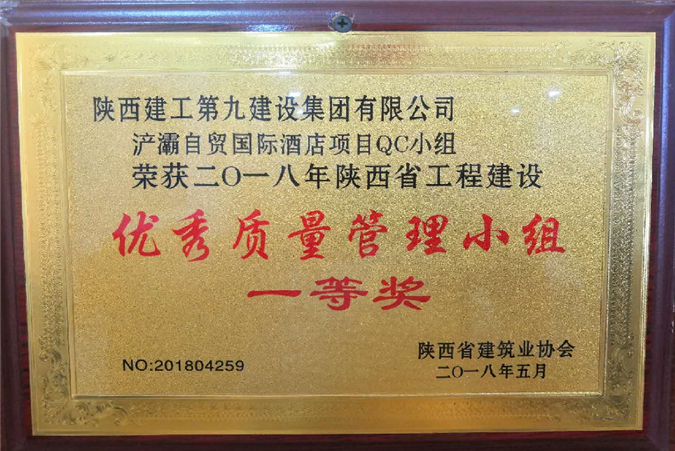 陕西建工第九建设集团有限公司
浐灞自贸国际酒店项目QC小组
荣获二〇一八年陕西省工程建设
优秀质量管理小组
一等奖
陕西省建筑业协会
NO:201804259
二〇一八年五月